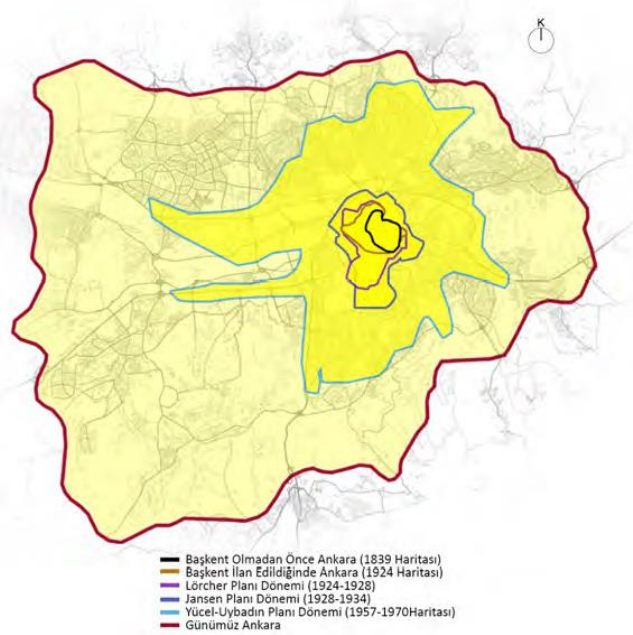 K
Başkent Olmadan Önce Ankara (1839 Haritası)
Başkent İlan Edildiğinde Ankara (1924 Haritası)
Lörcher Planı Dönemi (1924-1928)
Jansen Planı Dönemi (1928-1934)
Yücel-Uybadın Planı Dönemi (1957-1970Haritası)
Günümüz Ankara